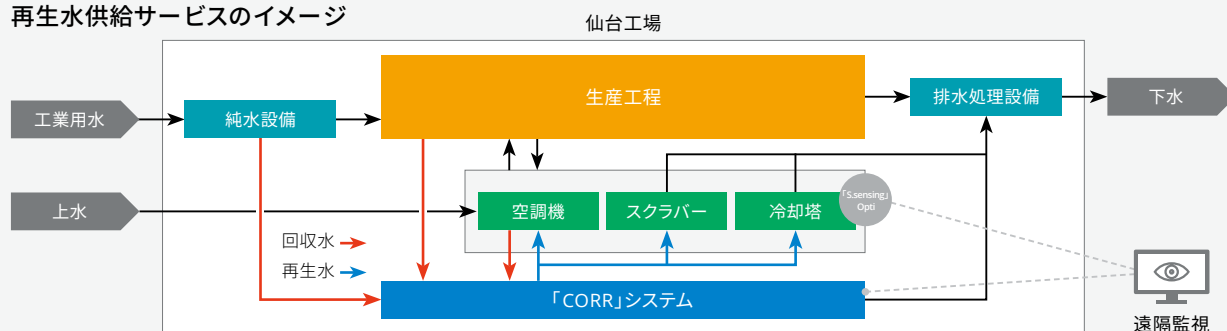 再生水供給サービスのイメージ
仙台工場
工業用水
純水設備
生産工程
排水処理設備
下水
上水
空調機
スクラバー
冷却塔
「S.sensing」
Opti
回収水
再生水
「CORR」システム
遠隔監視